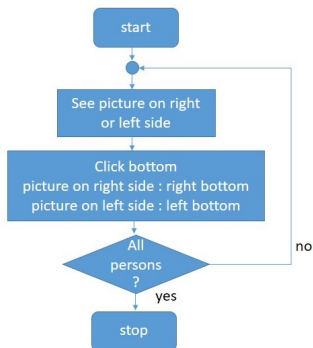 start
See picture on right
or left side
Click bottom
picture on right side : right bottom
picture on left side : left bottom
All
persons
?
no
yes
stop